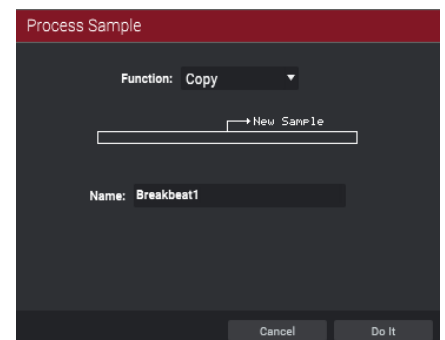 Process Sample
Function: Copy
New Sample
Name: Breakbeat1
Cancel Do It